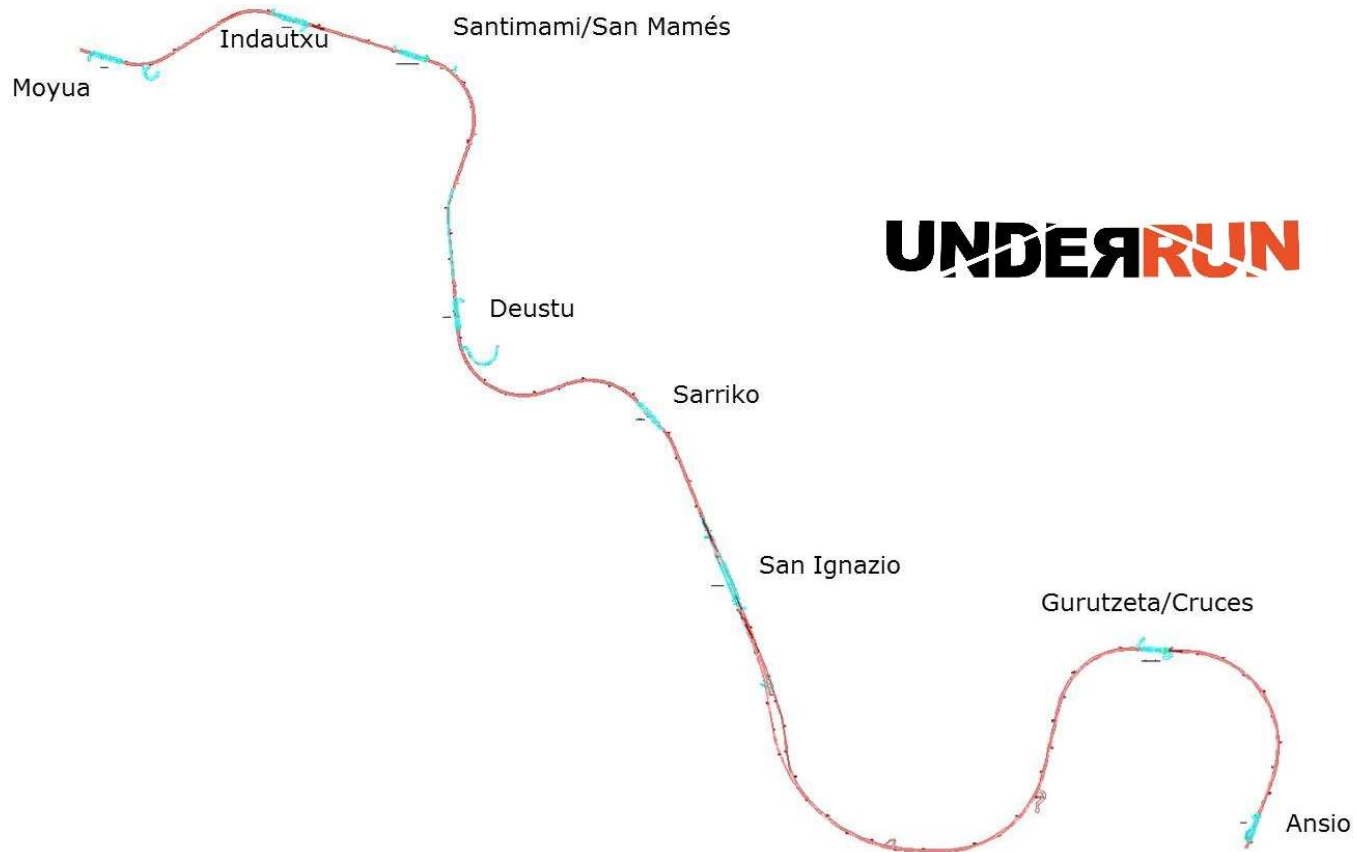 Indautxu
Santimami/San Mamés
Moyua
UNDERRUN
Deustu
Sarriko
San Ignazio
Gurutzeta/Cruces
Ansio